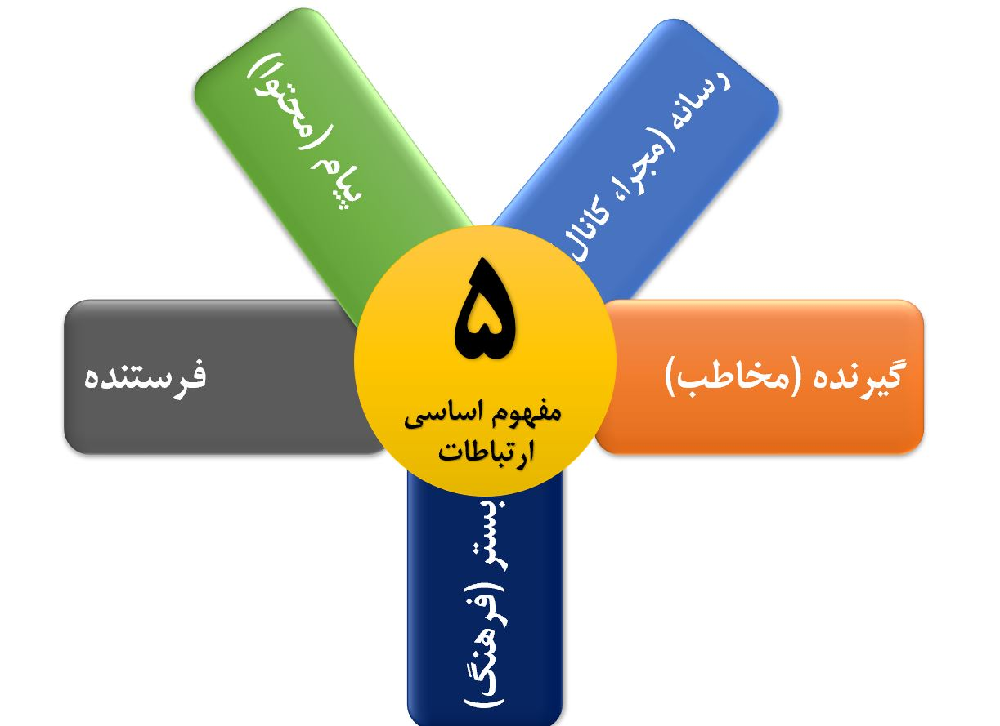 ۵
مفهوم اساسی
ارتباطات
فرستنده
پیام (محتوا)
رسانه (مجرا، کانال
گیرنده (مخاطب)
بستر (فرهنگ)